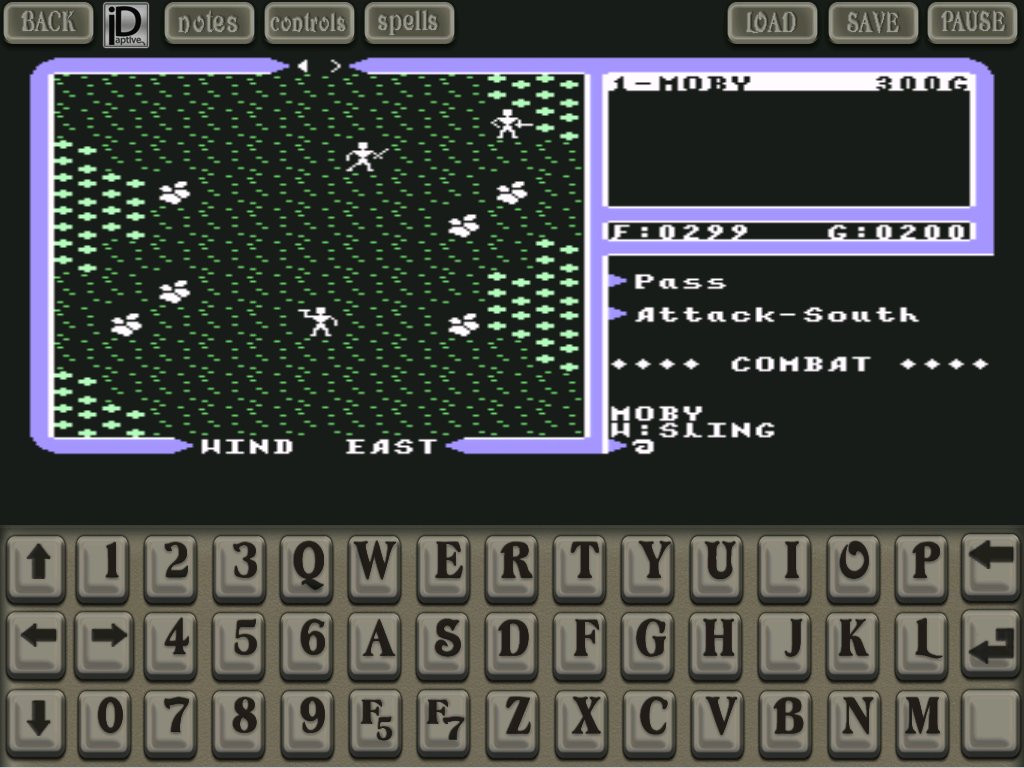 BACK iD aptive. notes controls spells LOAD SAVE PAUSE
1-MOBY 300G
F:0299 G:0200
Pass
Attack-South
COMBAT
MOBY
W:SLING
WIND EAST
1 2 3 Q W E R T Y U I O P
4 5 6 A S D F G H J K L
0 7 8 9 F5 F7 Z X C V B N M